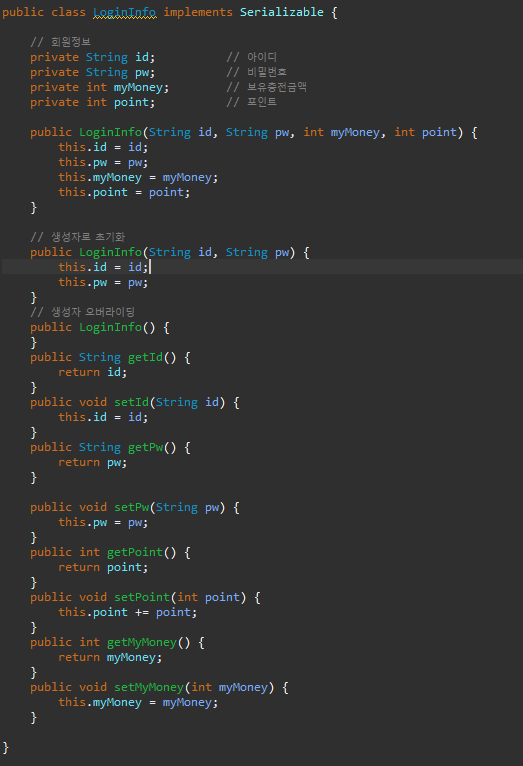 public class LoginInfo implements Serializable {
// 회원정보
private String id; // 아이디
private String pw; // 비밀번호
private int myMoney; // 보유충전금액
private int point; // 포인트
public LoginInfo(String id, String pw, int myMoney, int point) {
this.id = id;
this.pw = pw;
this.myMoney = myMoney;
this.point = point;
}
// 생성자로 초기화
public LoginInfo(String id, String pw) {
this.id = id;
this.pw = pw;
}
// 생성자 오버라이딩
public LoginInfo() {
}
public String getId() {
return id;
}
public void setId(String id) {
this.id = id;
}
public String getPw() {
return pw;
}
public void setPw(String pw) {
this.pw = pw;
}
public int getPoint() {
return point;
}
public void setPoint(int point) {
this.point += point;
}
public int getMyMoney() {
return myMoney;
}
public void setMyMoney(int myMoney) {
this.myMoney = myMoney;
}
}